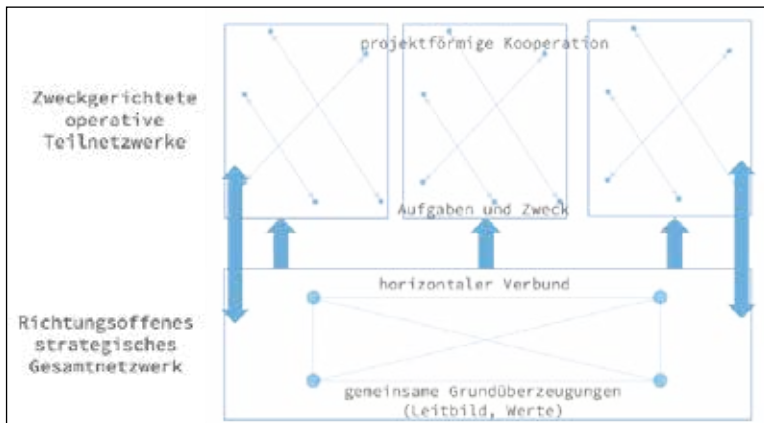 projektförmige Kooperation
Zweckgerichtete
operative
Teilnetzwerke
Aufgaben und Zweck
horizontaler Verbund
Richtungsoffenes
strategisches
Gesamtnetzwerk
gemeinsame Grundüberzeugungen
(Leitbild, Werte)